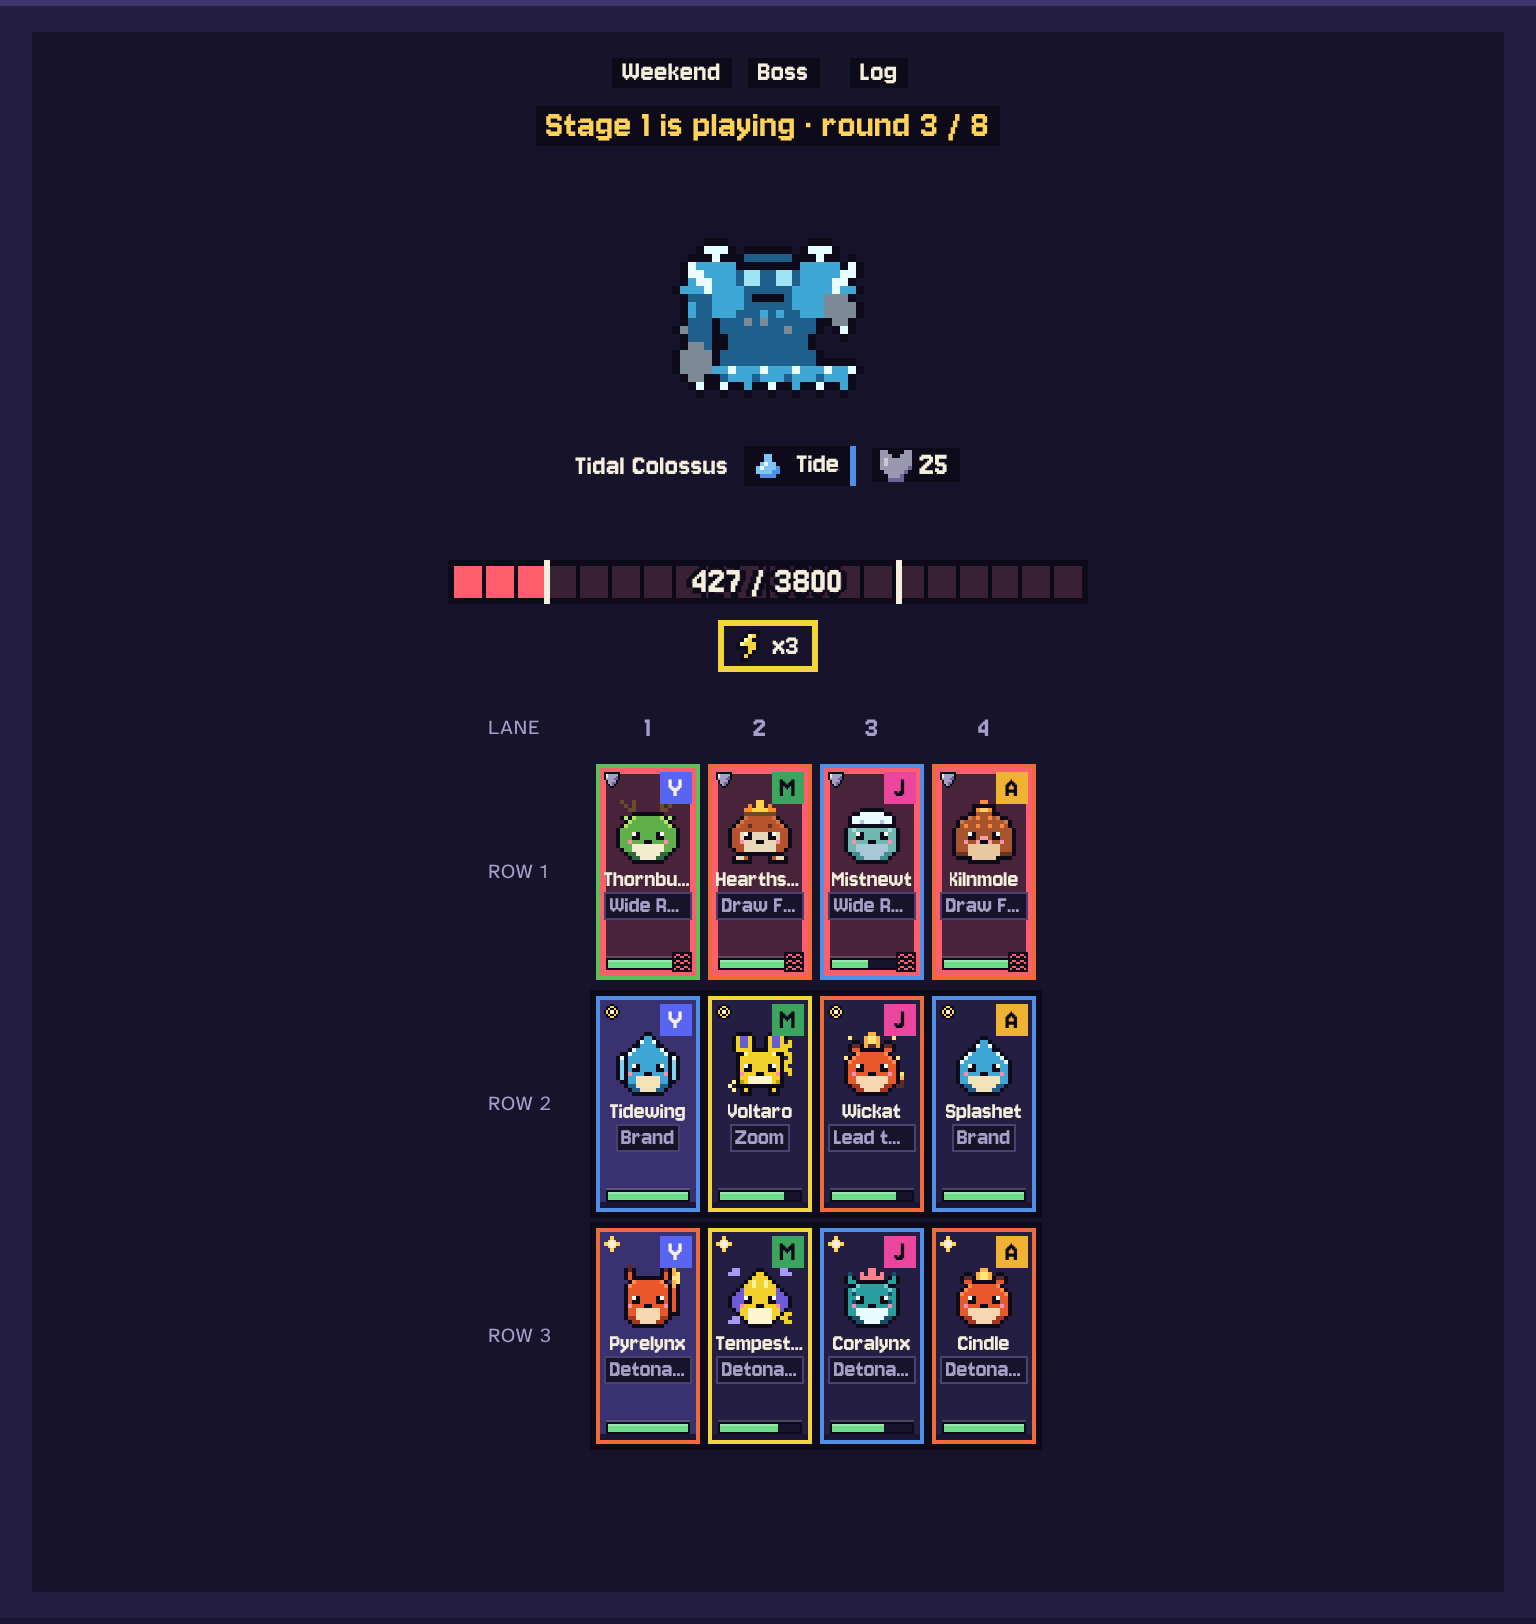 Weekend Boss Log
Stage 1 is playing · round 3 / 8
Tidal Colossus Tide 25
427 / 3800
x3
LANE 1 2 3 4
Y M J A
ROW 1
Thornbu... Hearths... Mistnewt Kilnmole
Wide R... Draw F... Wide R... Draw F...
Y M J A
ROW 2
Tidewing Voltaro Wickat Splashet
Brand Zoom Lead t... Brand
Y M J A
ROW 3
Pyrelynx Tempest... Coralynx Cindle
Detona... Detona... Detona... Detona...